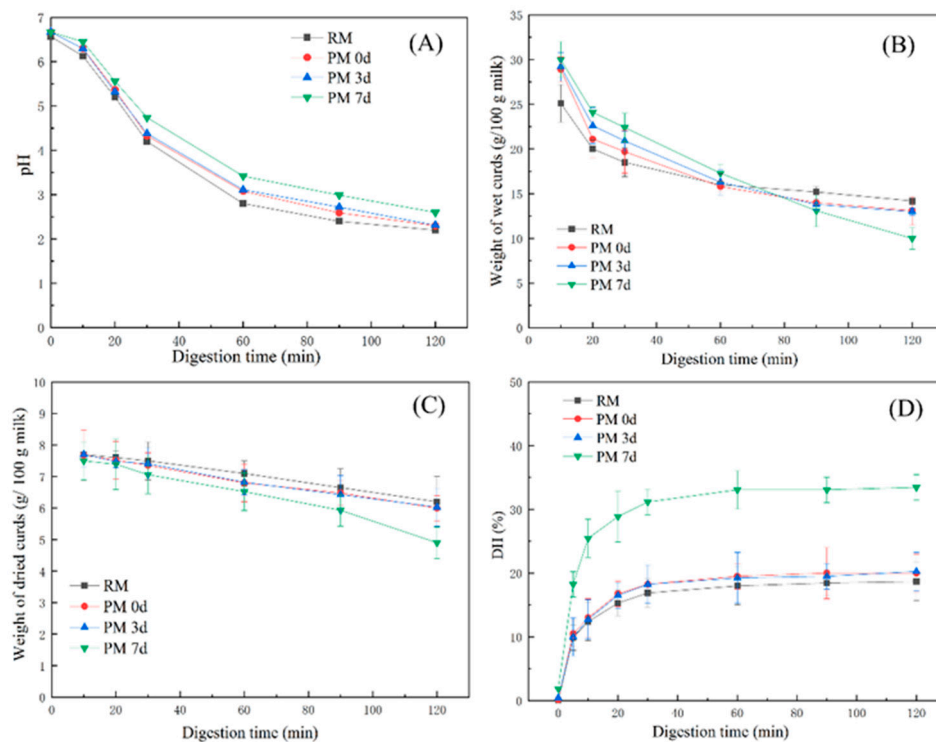 7
6
5
4
3
2
1
0
pH
(A)
RM
PM 0d
PM 3d
PM 7d
0 20 40 60 80 100 120
Digestion time (min)
35
30
25
20
15
10
5
0
Weight of wet curds (g/100 g milk)
(B)
RM
PM 0d
PM 3d
PM 7d
0 20 40 60 80 100 120
Digestion time (min)
10
9
8
7
6
5
4
3
2
1
0
Weight of dried curds (g/ 100 g milk)
(C)
RM
PM 0d
PM 3d
PM 7d
0 20 40 60 80 100 120
Digestion time (min)
50
40
30
20
10
0
(%)
(D)
RM
PM 0d
PM 3d
PM 7d
0 20 40 60 80 100 120
Digestion time (min)